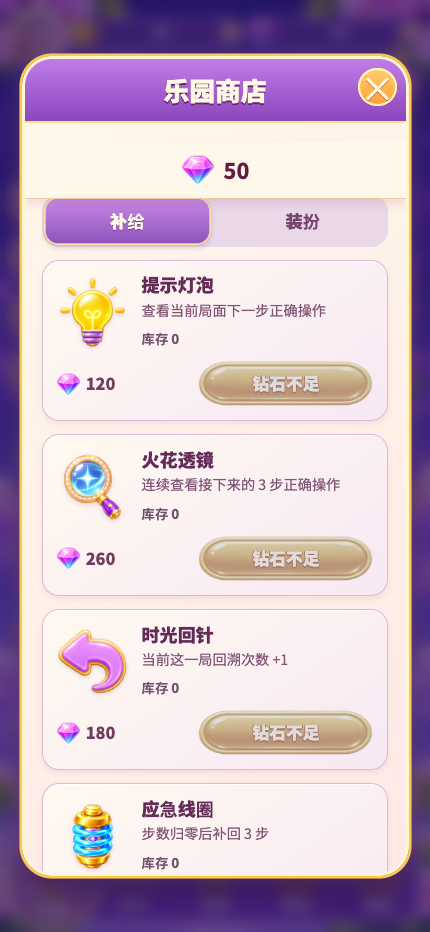 乐园商店
50
补给
装扮
提示灯泡
查看当前局面下一步正确操作
库存 0
120
钻石不足
火花透镜
连续查看接下来的 3 步正确操作
库存 0
260
钻石不足
时光回针
当前这一局回溯次数 +1
库存 0
180
钻石不足
应急线圈
步数归零后补回 3 步
库存 0